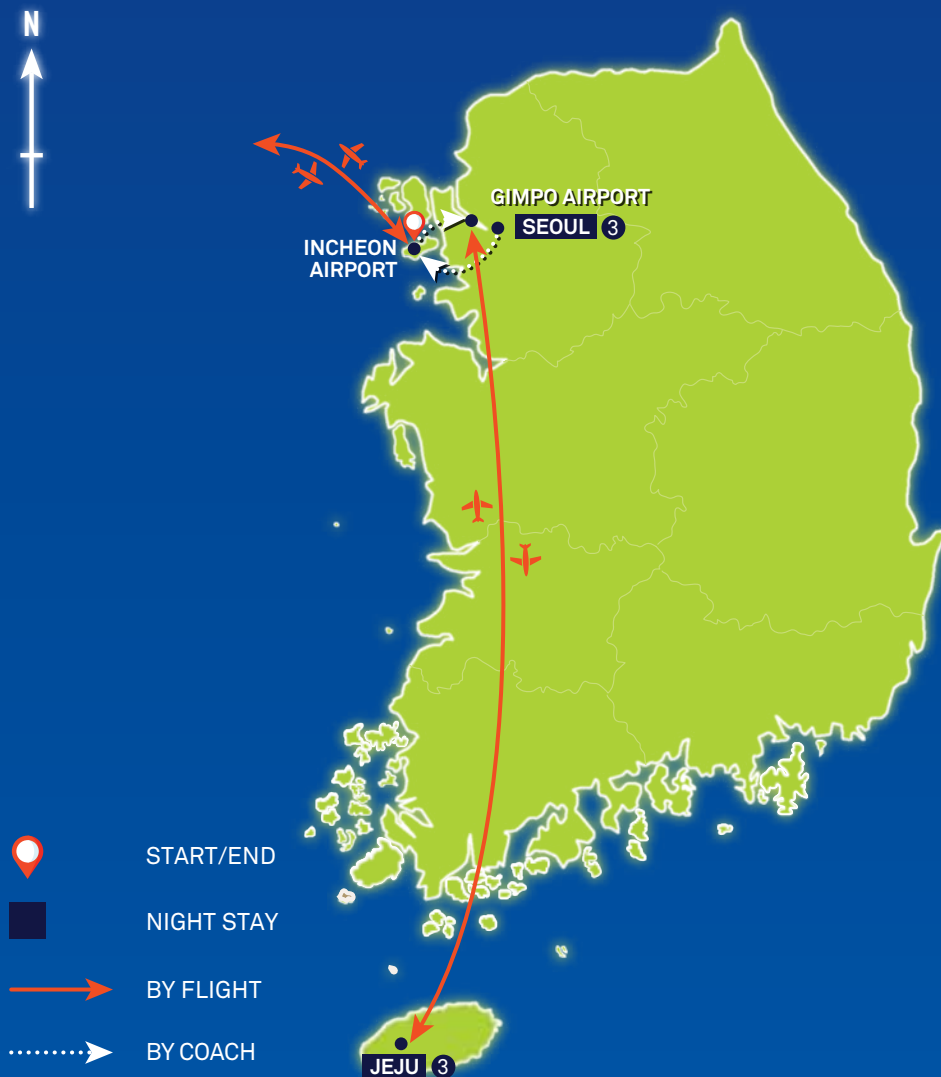 N
GIMPO AIRPORT
SEOUL 3
INCHEON
AIRPORT
START/END
NIGHT STAY
BY FLIGHT
BY COACH
JEJU 3